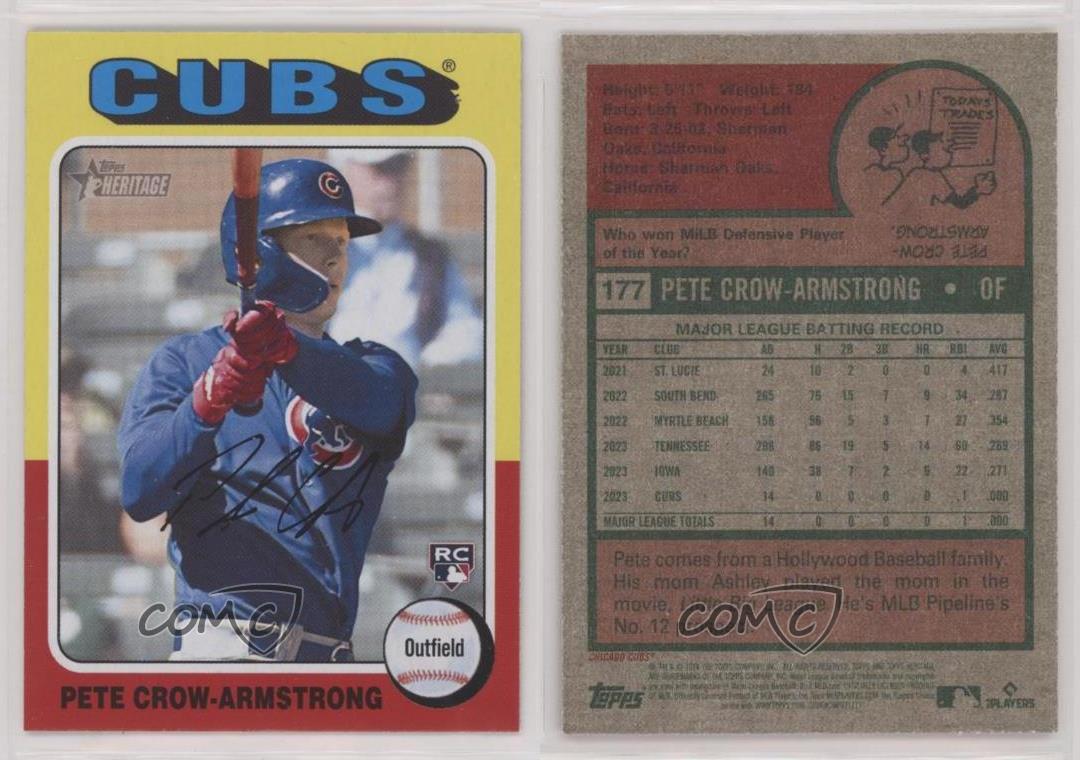 CUBS®
Topps
HERITAGE
RC
Outfield
PETE CROW-ARMSTRONG
COMC
Height: 5'11" Weight: 184
Bats: Left Throws: Left
Born: 3-25-02, Sherman
Oaks, California
Home: Sherman Oaks,
California
TODAYS
TRADES
Who won MiLB Defensive Player
of the Year?
PETE CROW-
ARMSTRONG.
177 PETE CROW-ARMSTRONG • OF
MAJOR LEAGUE BATTING RECORD
YEAR CLUB AB H 2B 3B HR RBI AVG
2021 ST. LUCIE 24 10 2 0 0 4 .417
2022 SOUTH BEND 265 76 15 7 9 34 .287
2022 MYRTLE BEACH 158 56 5 3 7 27 .354
2023 TENNESSEE 298 86 19 5 14 60 .289
2023 IOWA 140 38 7 2 6 22 .271
2023 CUBS 14 0 0 0 0 1 .000
MAJOR LEAGUE TOTALS 14 0 0 0 0 1 .000
Pete comes from a Hollywood Baseball family.
His mom Ashley played the mom in the
movie, Little Big League. He's MLB Pipeline's
No. 12
COMC
CHICAGO CUBS®
topps
PLAYERS